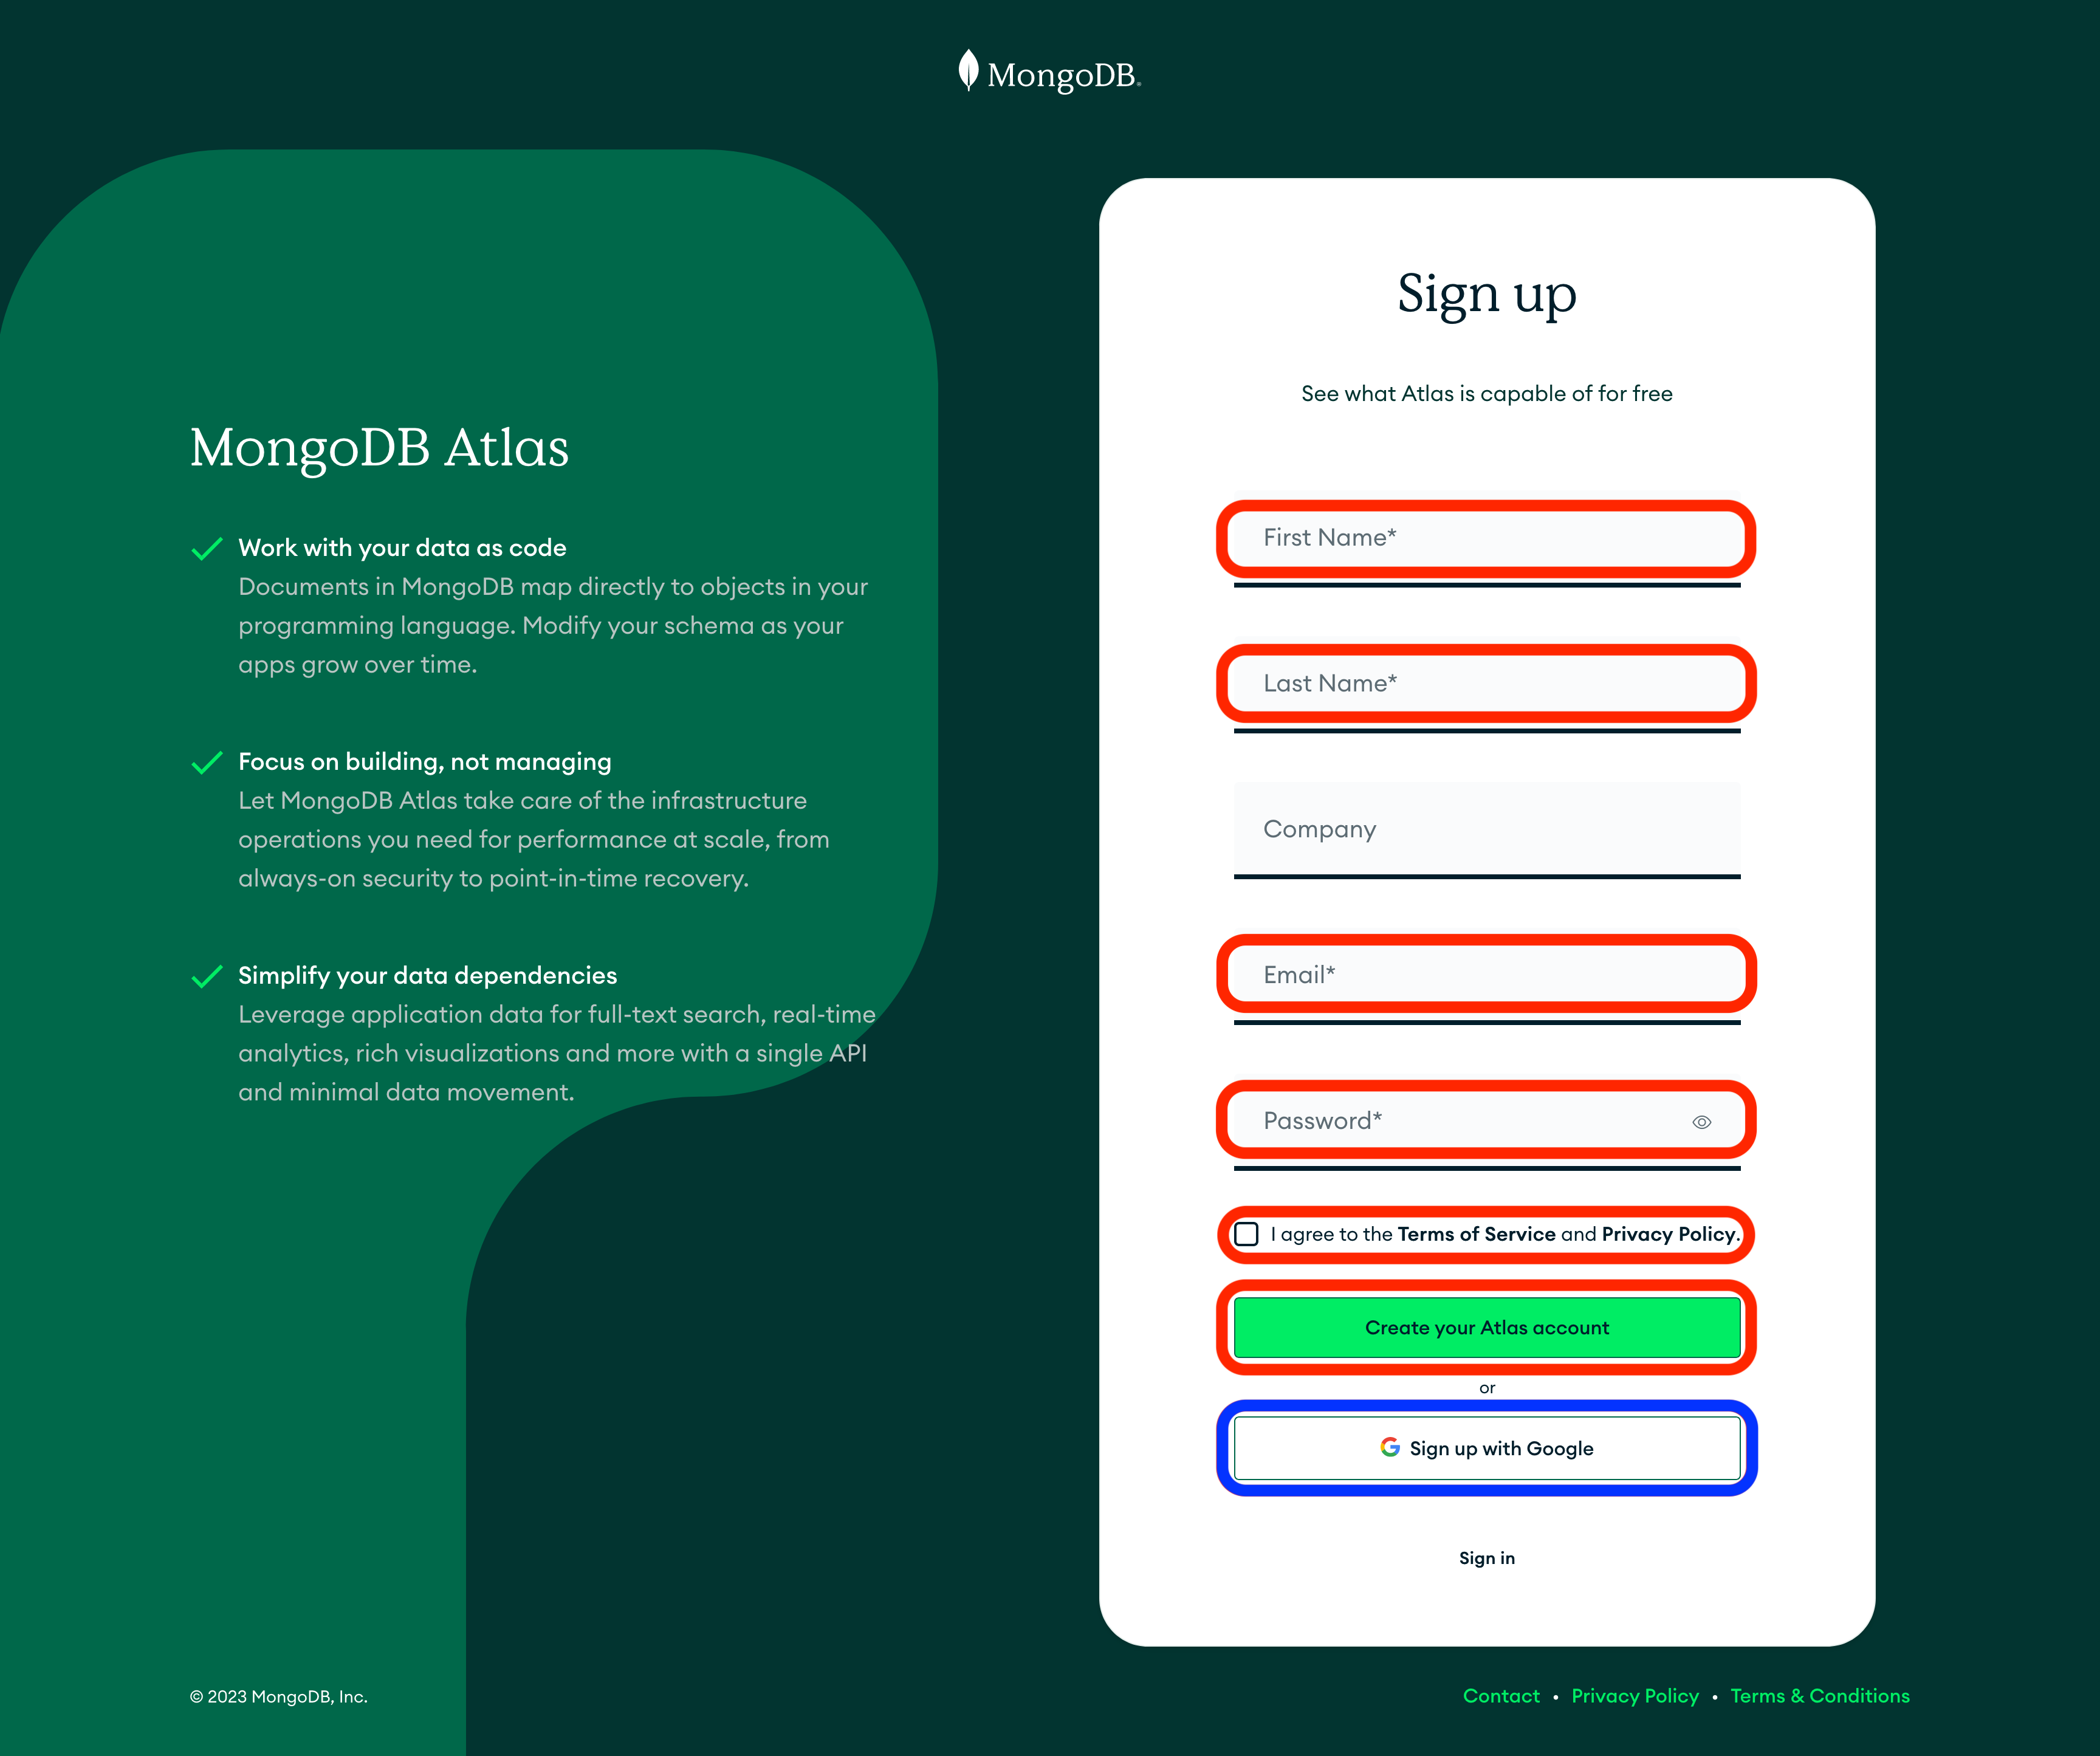 MongoDB®
MongoDB Atlas
Work with your data as code
Documents in MongoDB map directly to objects in your
programming language. Modify your schema as your
apps grow over time.
Focus on building, not managing
Let MongoDB Atlas take care of the infrastructure
operations you need for performance at scale, from
always-on security to point-in-time recovery.
Simplify your data dependencies
Leverage application data for full-text search, real-time
analytics, rich visualizations and more with a single API
and minimal data movement.
Sign up
See what Atlas is capable of for free
First Name*
Last Name*
Company
Email*
Password*
I agree to the Terms of Service and Privacy Policy.
Create your Atlas account
or
Sign up with Google
Sign in
© 2023 MongoDB, Inc.
Contact • Privacy Policy • Terms & Conditions